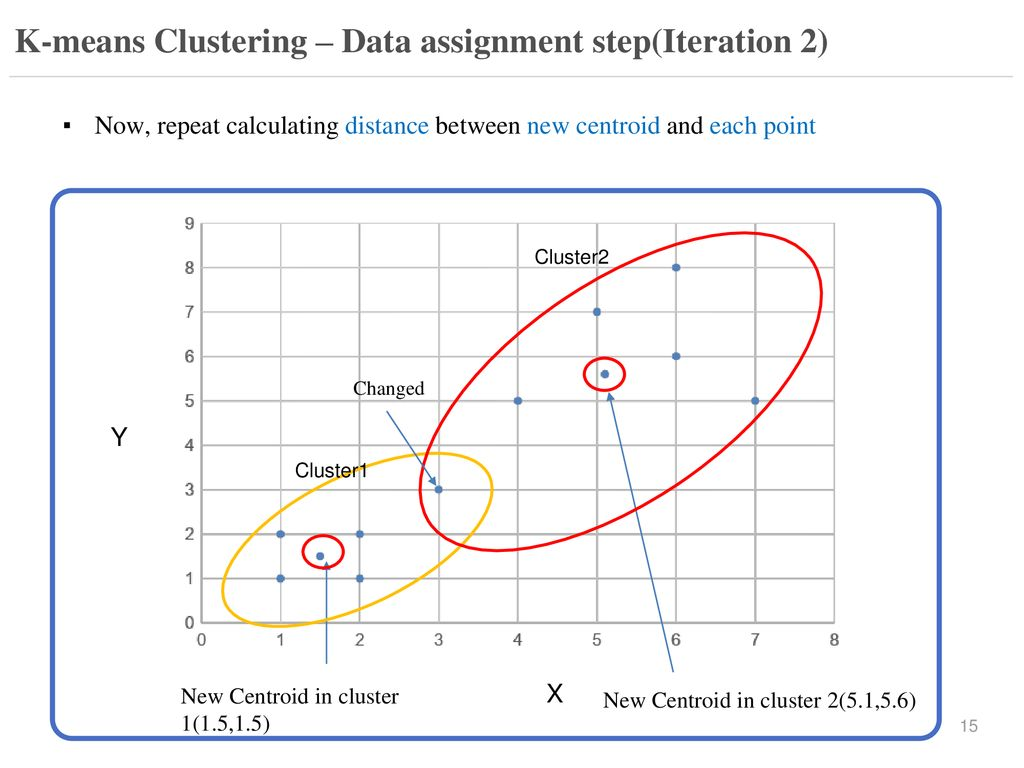 K-means Clustering – Data assignment step(Iteration 2)
▪ Now, repeat calculating distance between new centroid and each point
9
Cluster2
8
7
6
Changed
5
Y
4
Cluster1
3
2
1
0
0 1 2 3 4 5 6 7 8
New Centroid in cluster
1(1.5,1.5)
X
New Centroid in cluster 2(5.1,5.6)
15